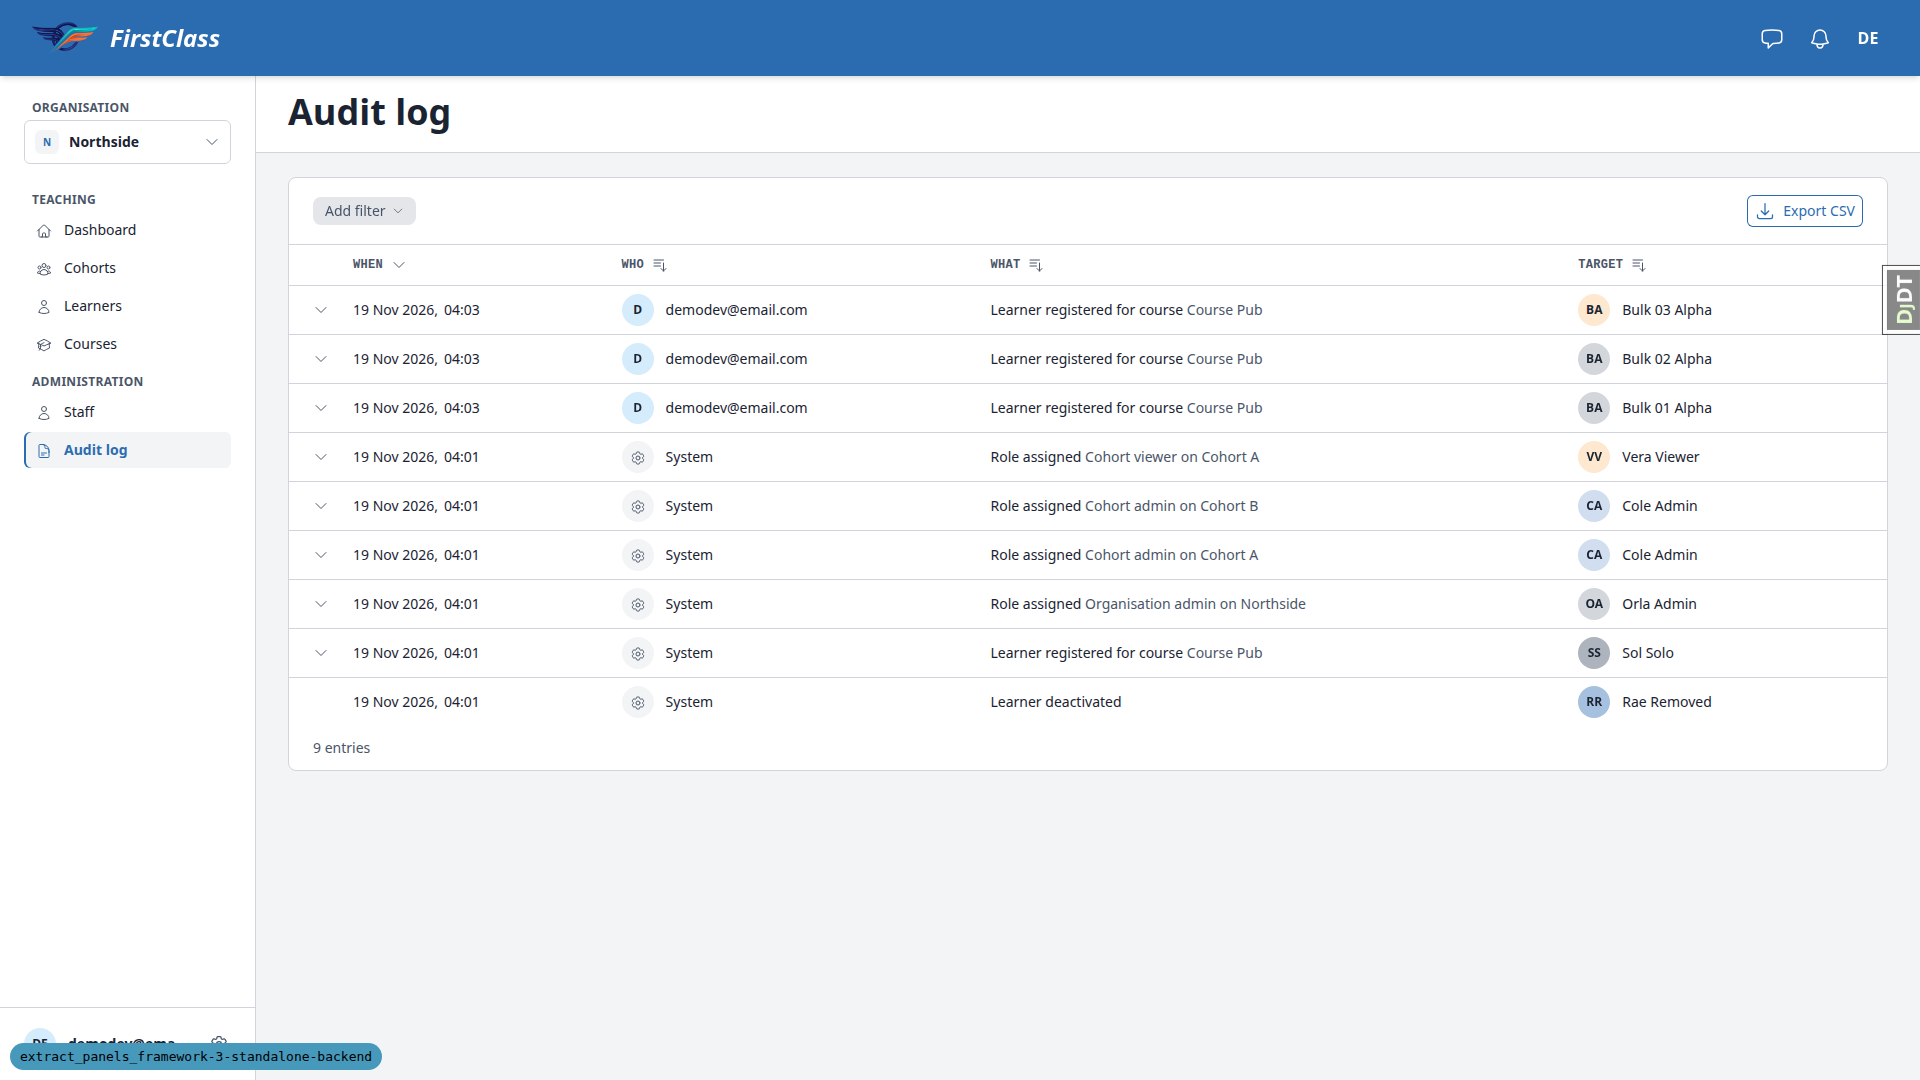 FirstClass
DE
ORGANISATION
N Northside
TEACHING
Dashboard
Cohorts
Learners
Courses
ADMINISTRATION
Staff
Audit log
Audit log
Add filter
Export CSV
WHEN WHO WHAT TARGET
19 Nov 2026, 04:03 D demodev@email.com Learner registered for course Course Pub BA Bulk 03 Alpha
19 Nov 2026, 04:03 D demodev@email.com Learner registered for course Course Pub BA Bulk 02 Alpha
19 Nov 2026, 04:03 D demodev@email.com Learner registered for course Course Pub BA Bulk 01 Alpha
19 Nov 2026, 04:01 System Role assigned Cohort viewer on Cohort A VV Vera Viewer
19 Nov 2026, 04:01 System Role assigned Cohort admin on Cohort B CA Cole Admin
19 Nov 2026, 04:01 System Role assigned Cohort admin on Cohort A CA Cole Admin
19 Nov 2026, 04:01 System Role assigned Organisation admin on Northside OA Orla Admin
19 Nov 2026, 04:01 System Learner registered for course Course Pub SS Sol Solo
19 Nov 2026, 04:01 System Learner deactivated RR Rae Removed
9 entries
DjDT
DE demodev@ema...
extract_panels_framework-3-standalone-backend